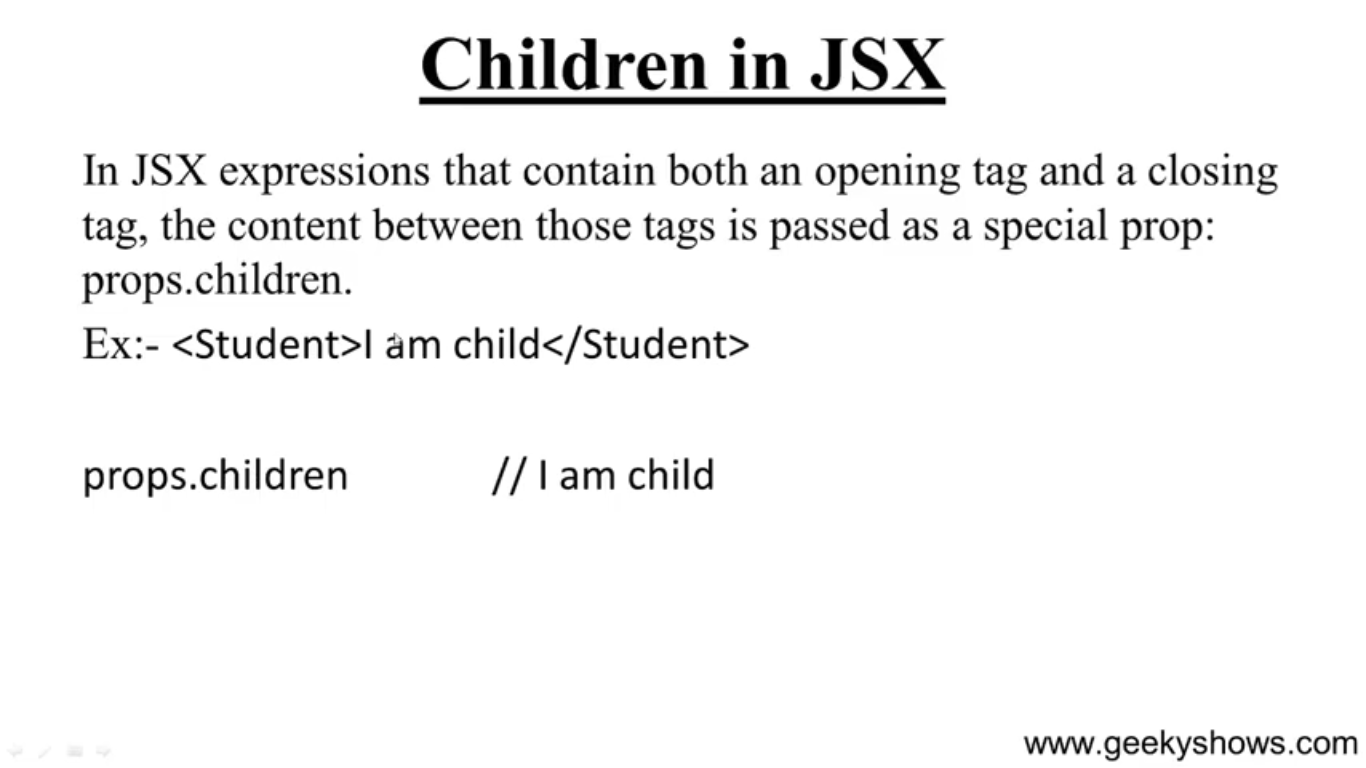 Children in JSX
In JSX expressions that contain both an opening tag and a closing
tag, the content between those tags is passed as a special prop:
props.children.
Ex:- <Student>I am child</Student>
props.children // I am child
www.geekyshows.com